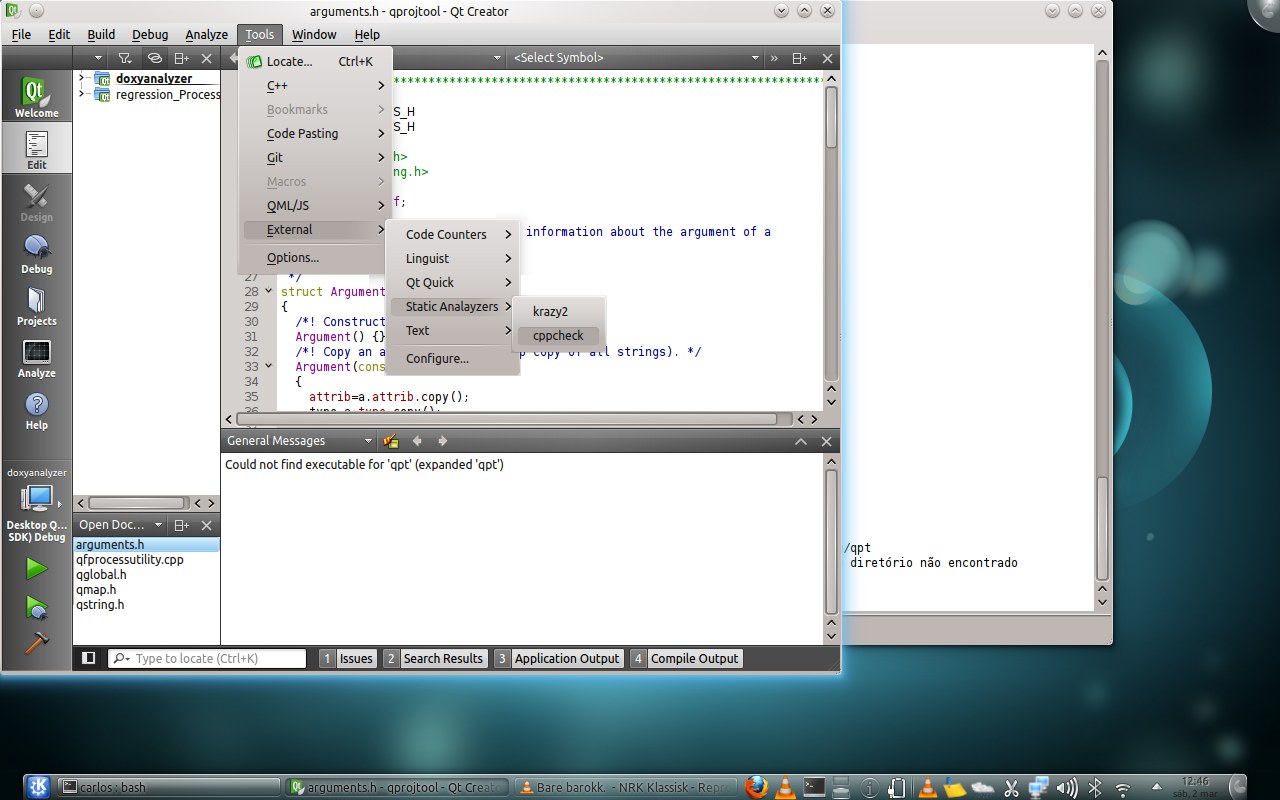 arguments.h - qprojtool - Qt Creator
File Edit Build Debug Analyze Tools Window Help
<Select Symbol>
»
Locate... Ctrl+K
C++
Bookmarks
Code Pasting
Git
Macros
QML/JS
External
Options...
Code Counters
Linguist
Qt Quick
Static Analayzers
Text
Configure...
krazy2
cppcheck
Welcome
Edit
Design
Debug
Projects
Analyze
Help
doxyanalyzer
Desktop Q...
SDK) Debug
doxyanalyzer
regression_Process
S_H
S_H
h>
ng.h>
f;
information about the argument of a
27 */
28 struct Argument
29 {
30 /*! Construct
31 Argument() {}
32 /*! Copy an a p copy of all strings). */
33 Argument(cons
34 {
35 attrib=a.attrib.copy();
36 type=a.type.copy();
General Messages
Could not find executable for 'qpt' (expanded 'qpt')
Open Doc...
arguments.h
qfprocessutility.cpp
qglobal.h
qmap.h
qstring.h
Type to locate (Ctrl+K)
1 Issues 2 Search Results 3 Application Output 4 Compile Output
/qpt
diretório não encontrado
carlos : bash
arguments.h - qprojtool - Qt Creato
Bare barokk. - NRK Klassisk - Repro
12:46
sáb, 2 mar